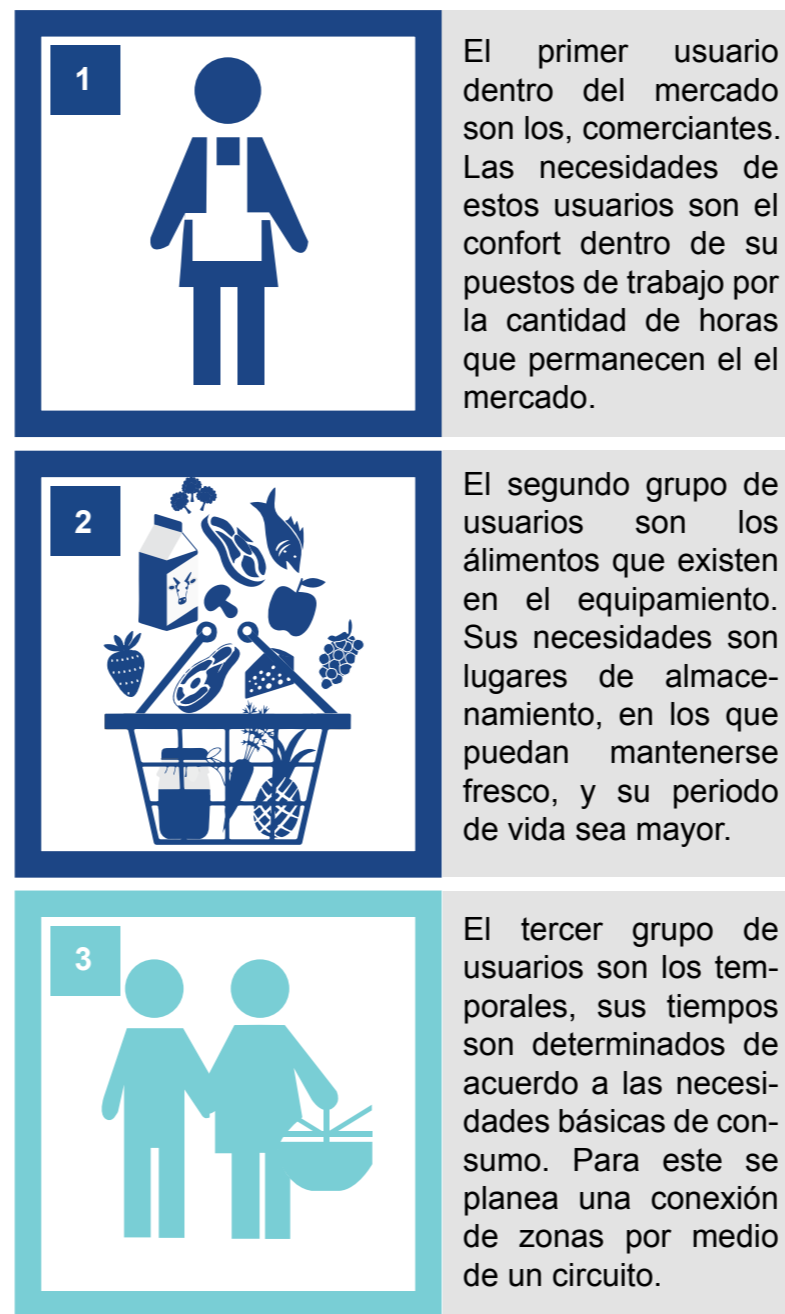 1
El primer usuario
dentro del mercado
son los, comerciantes.
Las necesidades de
estos usuarios son el
confort dentro de su
puestos de trabajo por
la cantidad de horas
que permanecen el el
mercado.
2
El segundo grupo de
usuarios son los
álimentos que existen
en el equipamiento.
Sus necesidades son
lugares de almace-
namiento, en los que
puedan mantenerse
fresco, y su periodo
de vida sea mayor.
3
El tercer grupo de
usuarios son los tem-
porales, sus tiempos
son determinados de
acuerdo a las necesi-
dades básicas de con-
sumo. Para este se
planea una conexión
de zonas por medio
de un circuito.